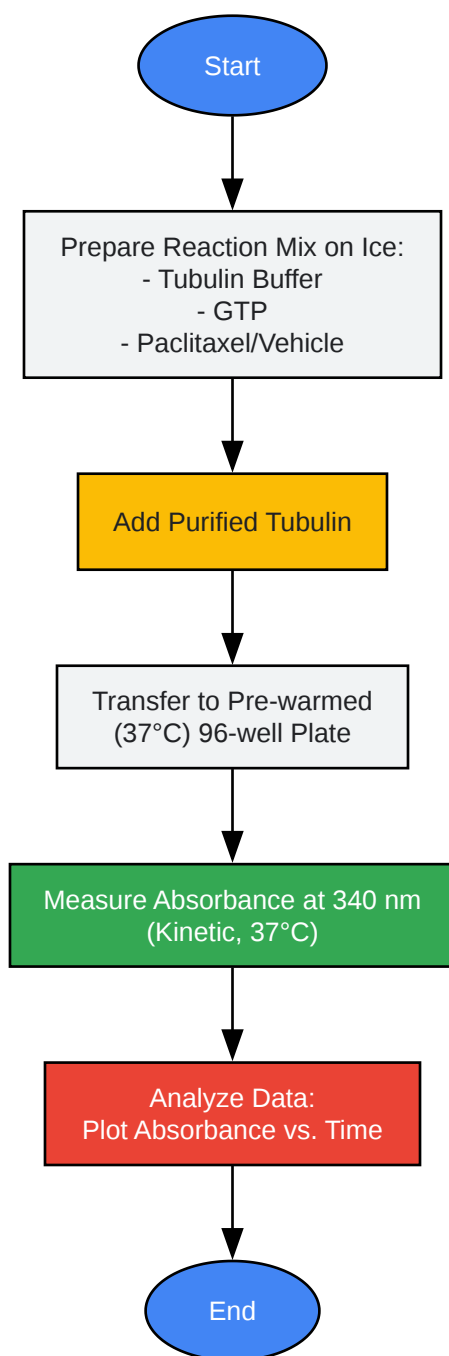 Start
Prepare Reaction Mix on Ice:
- Tubulin Buffer
- GTP
- Paclitaxel/Vehicle
Add Purified Tubulin
Transfer to Pre-warmed
(37°C) 96-well Plate
Measure Absorbance at 340 nm
(Kinetic, 37°C)
Analyze Data:
Plot Absorbance vs. Time
End